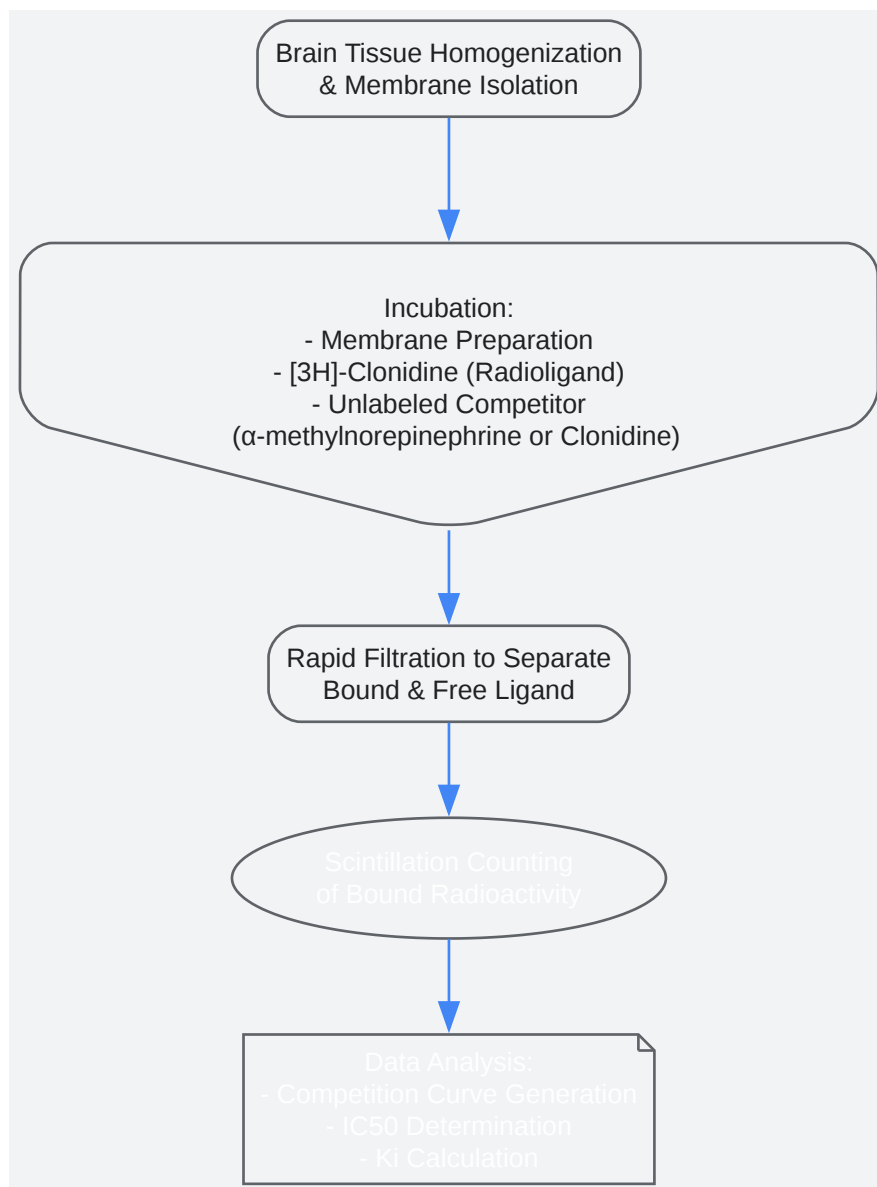 Brain Tissue Homogenization
& Membrane Isolation
Incubation:
- Membrane Preparation
- [3H]-Clonidine (Radioligand)
- Unlabeled Competitor
(α-methylnorepinephrine or Clonidine)
Rapid Filtration to Separate
Bound & Free Ligand
Scintillation Counting
of Bound Radioactivity
Data Analysis:
- Competition Curve Generation
- IC50 Determination
- Ki Calculation